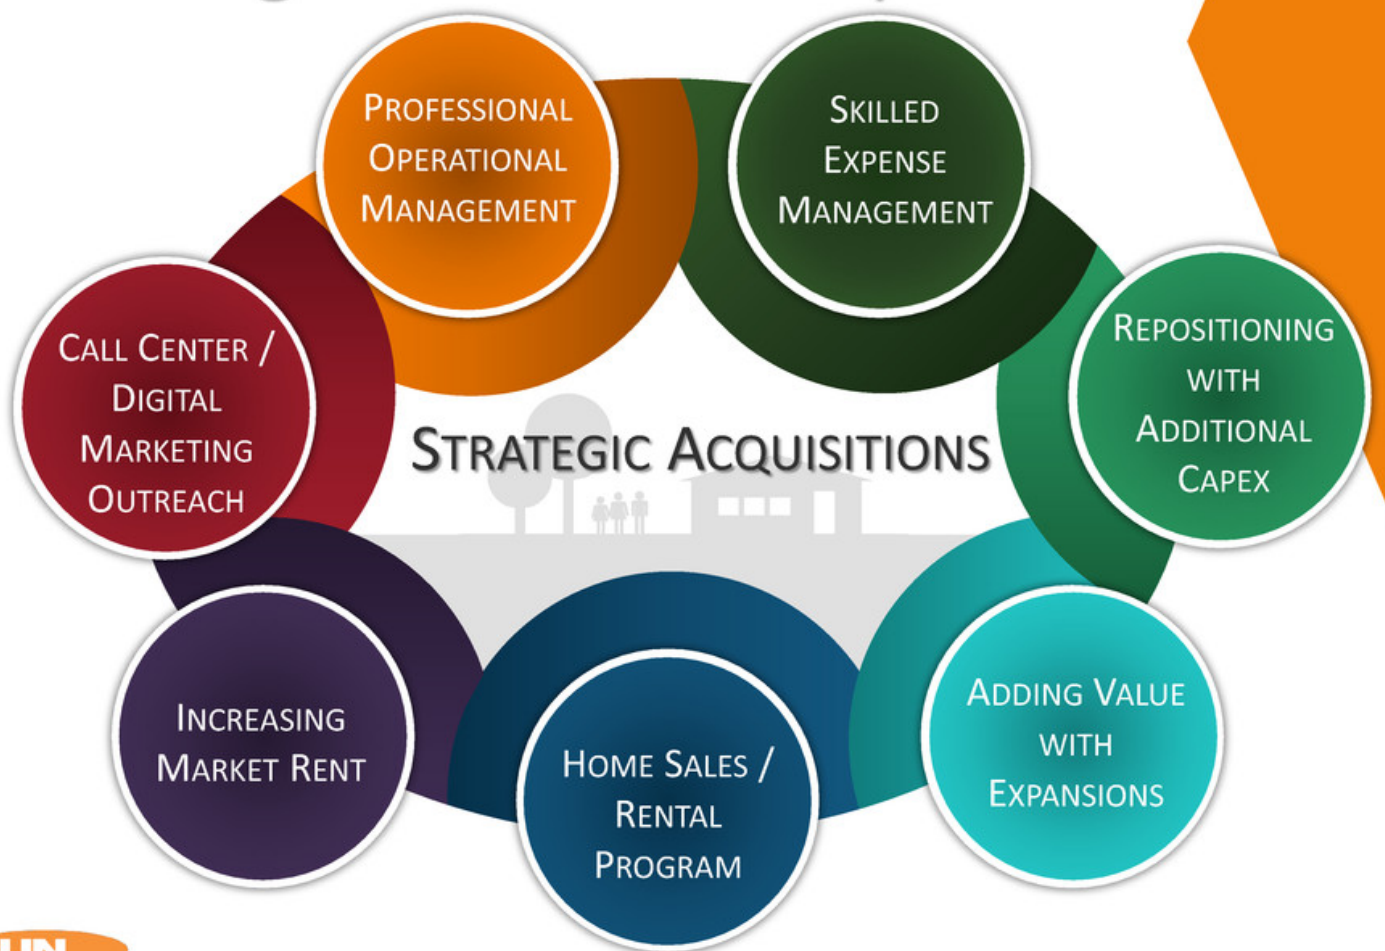 PROFESSIONAL
OPERATIONAL
MANAGEMENT
SKILLED
EXPENSE
MANAGEMENT
REPOSITIONING
WITH
ADDITIONAL
CAPEX
ADDING VALUE
WITH
EXPANSIONS
HOME SALES /
RENTAL
PROGRAM
INCREASING
MARKET RENT
CALL CENTER /
DIGITAL
MARKETING
OUTREACH
STRATEGIC ACQUISITIONS